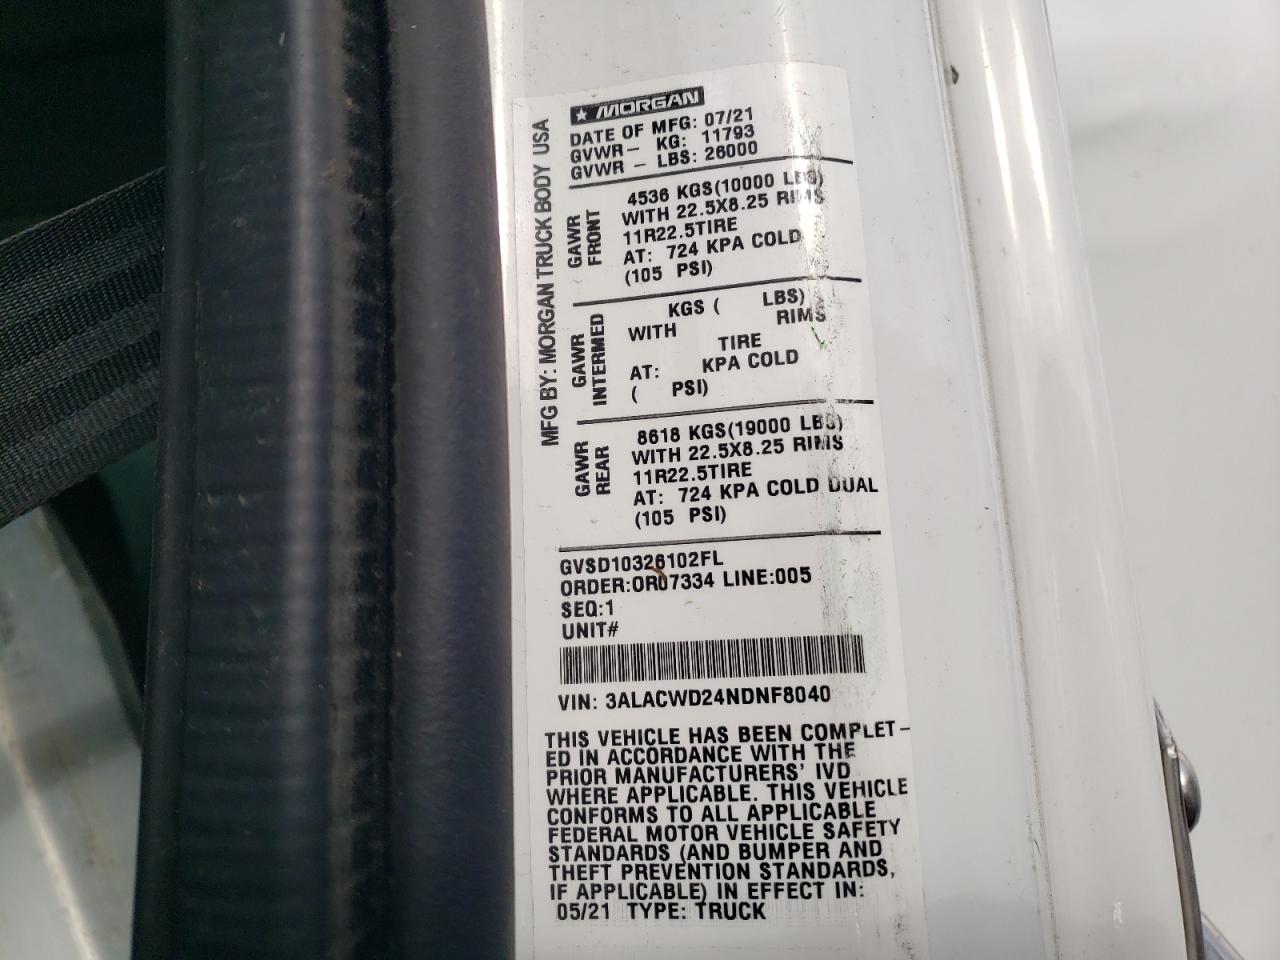 MORGAN
MFG BY: MORGAN TRUCK BODY USA
DATE OF MFG: 07/21
GVWR- KG: 11793
GVWR - LBS: 26000
GAWR FRONT
4536 KGS(10000 LBS)
WITH 22.5X8.25 RIMS
11R22.5TIRE
AT: 724 KPA COLD
(105 PSI)
GAWR INTERMED
KGS ( LBS)
WITH RIMS
TIRE
AT: KPA COLD
( PSI)
GAWR REAR
8618 KGS(19000 LBS)
WITH 22.5X8.25 RIMS
11R22.5TIRE
AT: 724 KPA COLD DUAL
(105 PSI)
GVSD10326102FL
ORDER:OR07334 LINE:005
SEQ:1
UNIT#
VIN: 3ALACWD24NDNF8040
THIS VEHICLE HAS BEEN COMPLET-
ED IN ACCORDANCE WITH THE
PRIOR MANUFACTURERS' IVD
WHERE APPLICABLE. THIS VEHICLE
CONFORMS TO ALL APPLICABLE
FEDERAL MOTOR VEHICLE SAFETY
STANDARDS (AND BUMPER AND
THEFT PREVENTION STANDARDS,
IF APPLICABLE) IN EFFECT IN:
05/21 TYPE: TRUCK